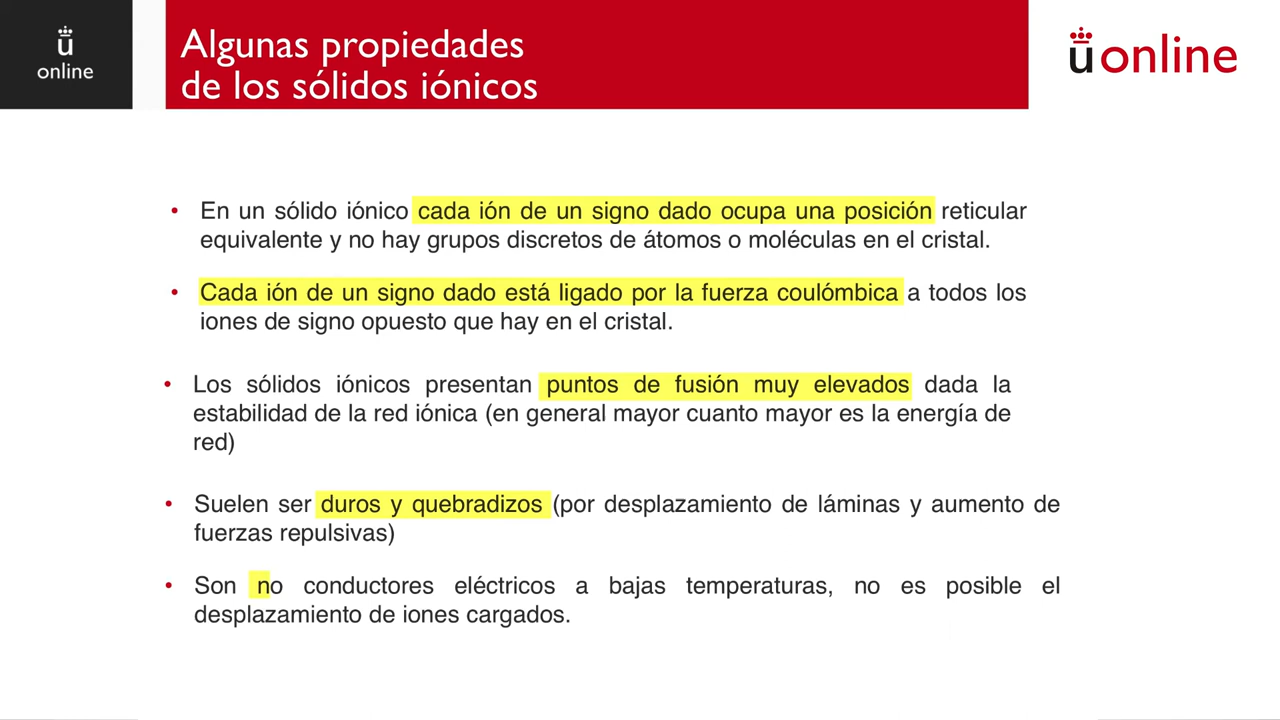 ü
online
Algunas propiedades
de los sólidos iónicos
üonline
• En un sólido iónico cada ión de un signo dado ocupa una posición reticular
equivalente y no hay grupos discretos de átomos o moléculas en el cristal.
• Cada ión de un signo dado está ligado por la fuerza coulómbica a todos los
iones de signo opuesto que hay en el cristal.
• Los sólidos iónicos presentan puntos de fusión muy elevados dada la
estabilidad de la red iónica (en general mayor cuanto mayor es la energía de
red)
• Suelen ser duros y quebradizos (por desplazamiento de láminas y aumento de
fuerzas repulsivas)
• Son no conductores eléctricos a bajas temperaturas, no es posible el
desplazamiento de iones cargados.